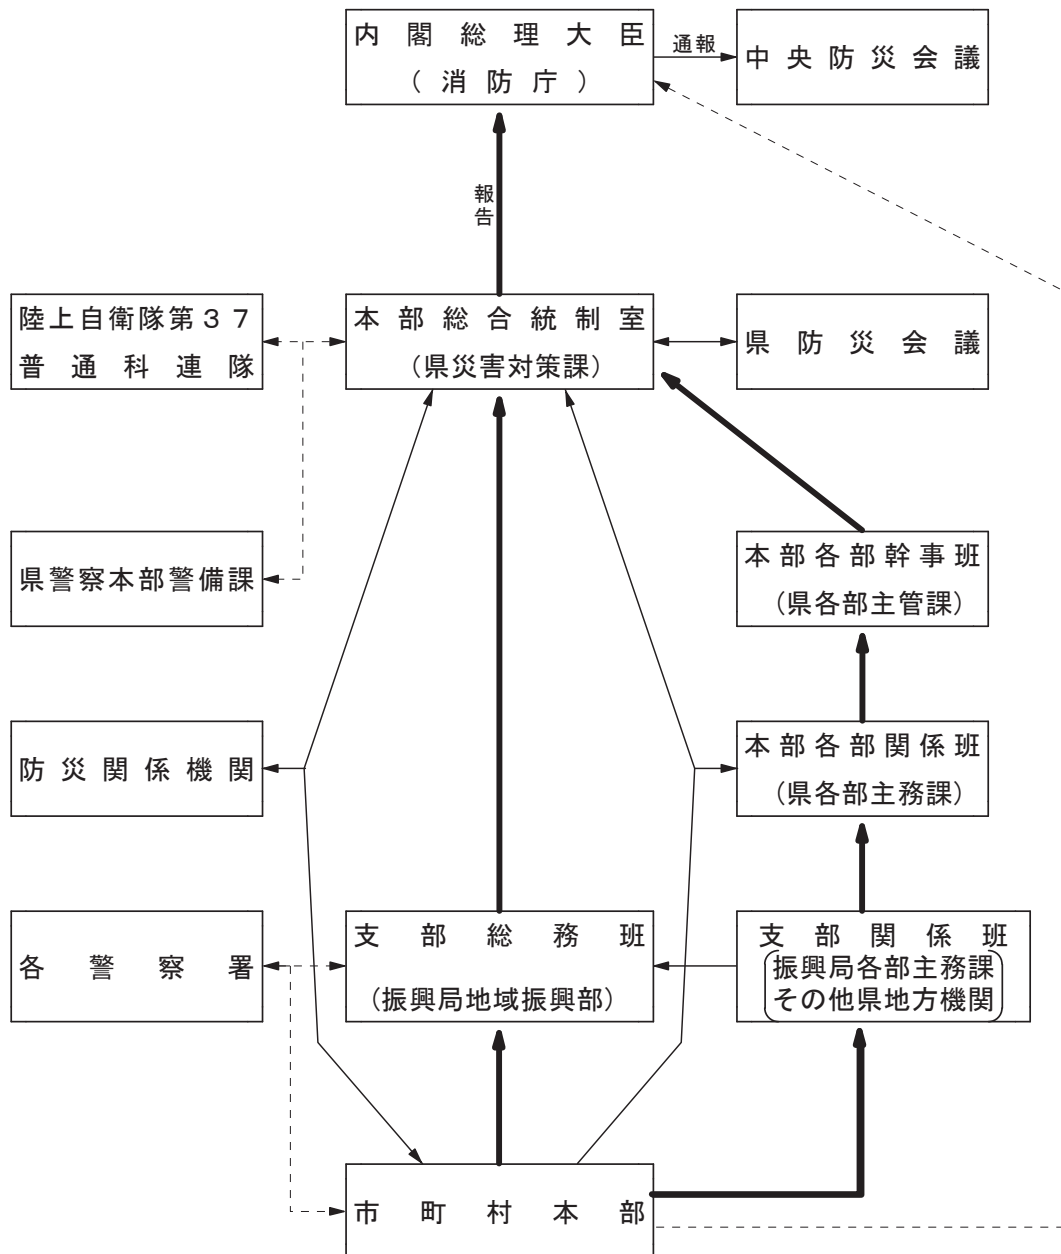 内閣総理大臣
(消防庁)
通報
中央防災会議
報告
陸上自衛隊第37
普通科連隊
本部総合統制室
(県災害対策課)
県防災会議
県警察本部警備課
本部各部幹事班
(県各部主管課)
防災関係機関
本部各部関係班
(県各部主務課)
各警察署
支部総務班
(振興局地域振興部)
支部関係班
振興局各部主務課
その他県地方機関
市町村本部